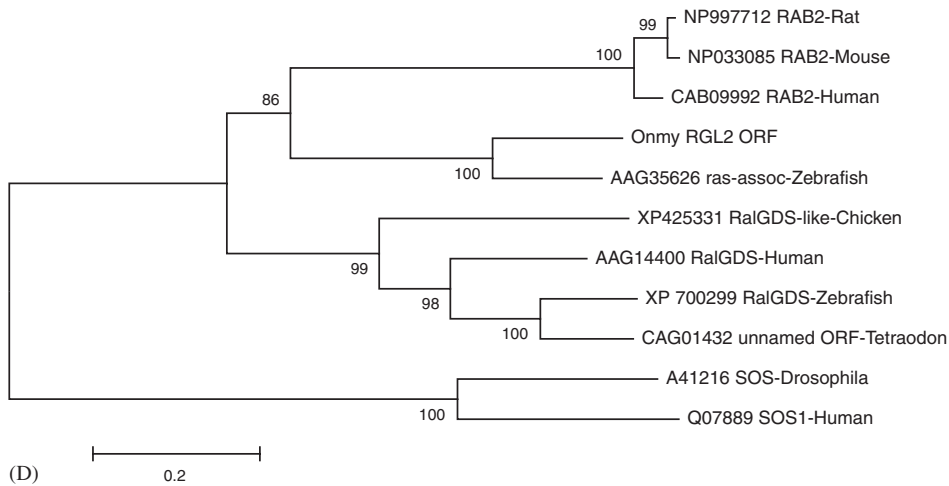 NP997712 RAB2-Rat
99
NP033085 RAB2-Mouse
100
CAB09992 RAB2-Human
86
Onmy RGL2 ORF
100
AAG35626 ras-assoc-Zebrafish
XP425331 RalGDS-like-Chicken
99
AAG14400 RalGDS-Human
98
XP 700299 RalGDS-Zebrafish
100
CAG01432 unnamed ORF-Tetraodon
A41216 SOS-Drosophila
100
Q07889 SOS1-Human
0.2
(D)